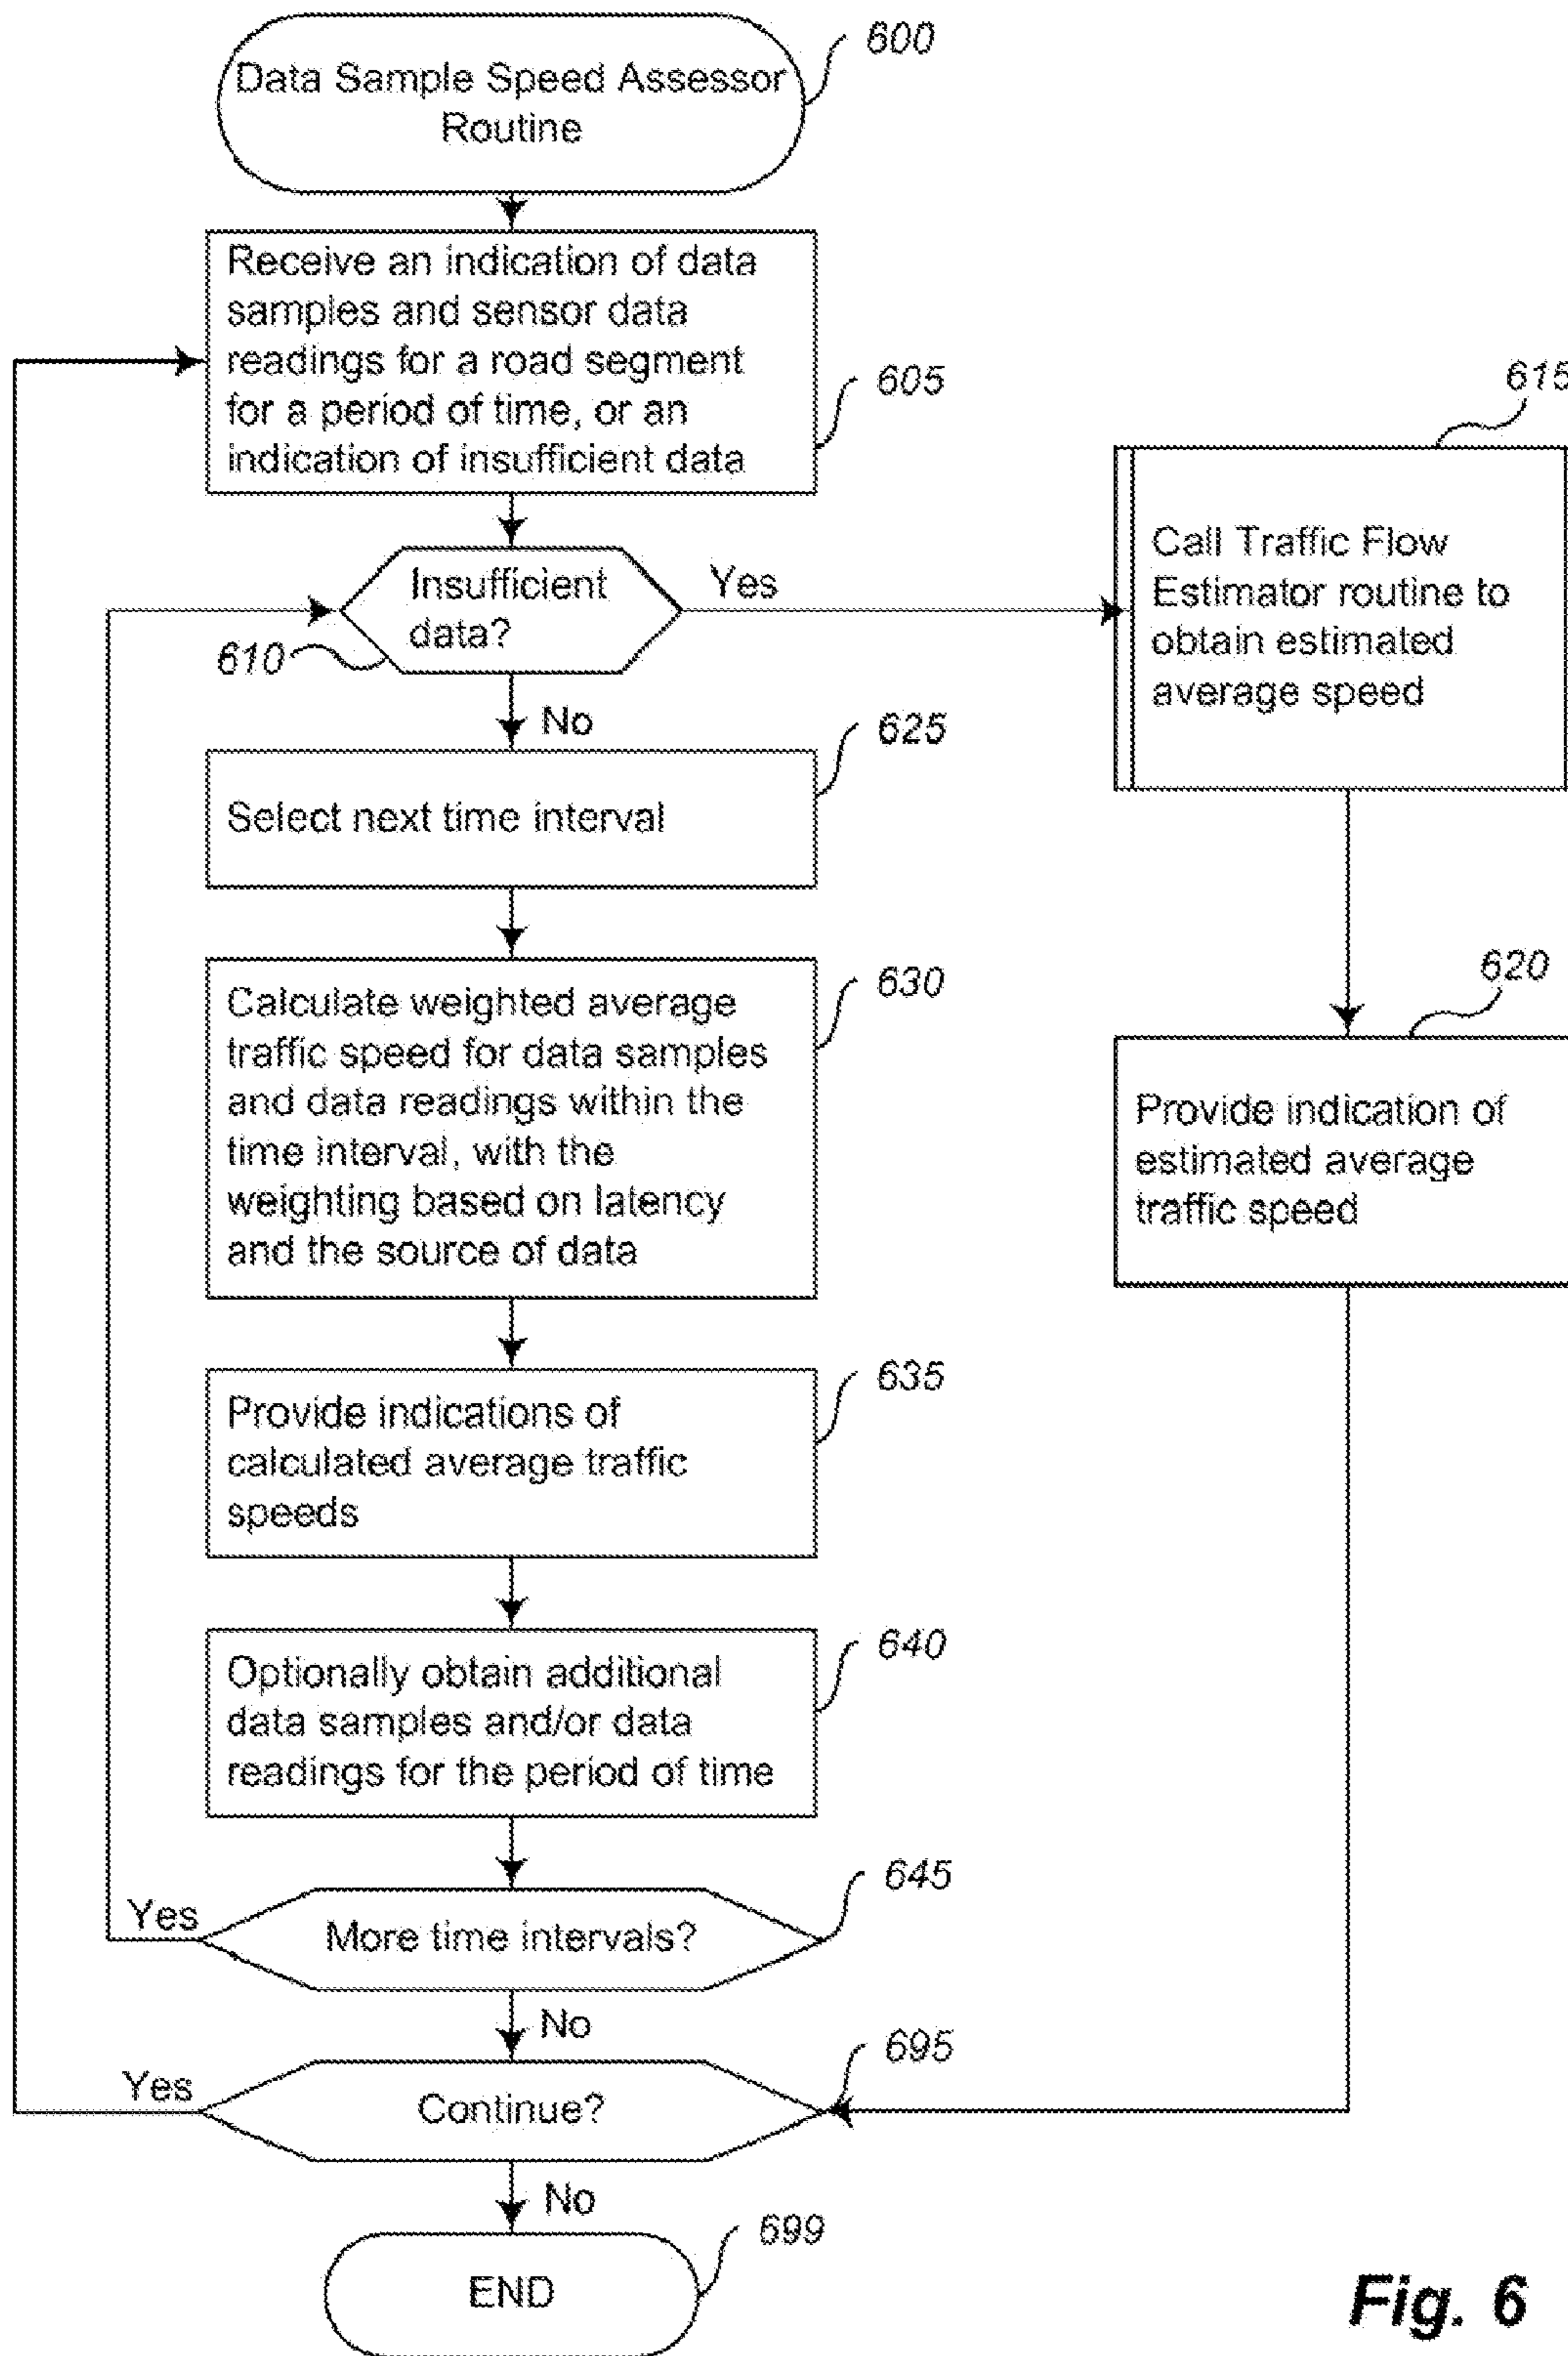 600
Data Sample Speed Assessor
Routine
Receive an indication of data
samples and sensor data
readings for a road segment
for a period of time, or an
indication of insufficient data
605
Insufficient
data?
610
Yes
No
615
Call Traffic Flow
Estimator routine to
obtain estimated
average speed
620
Provide indication of
estimated average
traffic speed
625
Select next time interval
630
Calculate weighted average
traffic speed for data samples
and data readings within the
time interval, with the
weighting based on latency
and the source of data
635
Provide indications of
calculated average traffic
speeds
640
Optionally obtain additional
data samples and/or data
readings for the period of time
645
More time intervals?
Yes
No
695
Continue?
Yes
No
699
END
Fig. 6